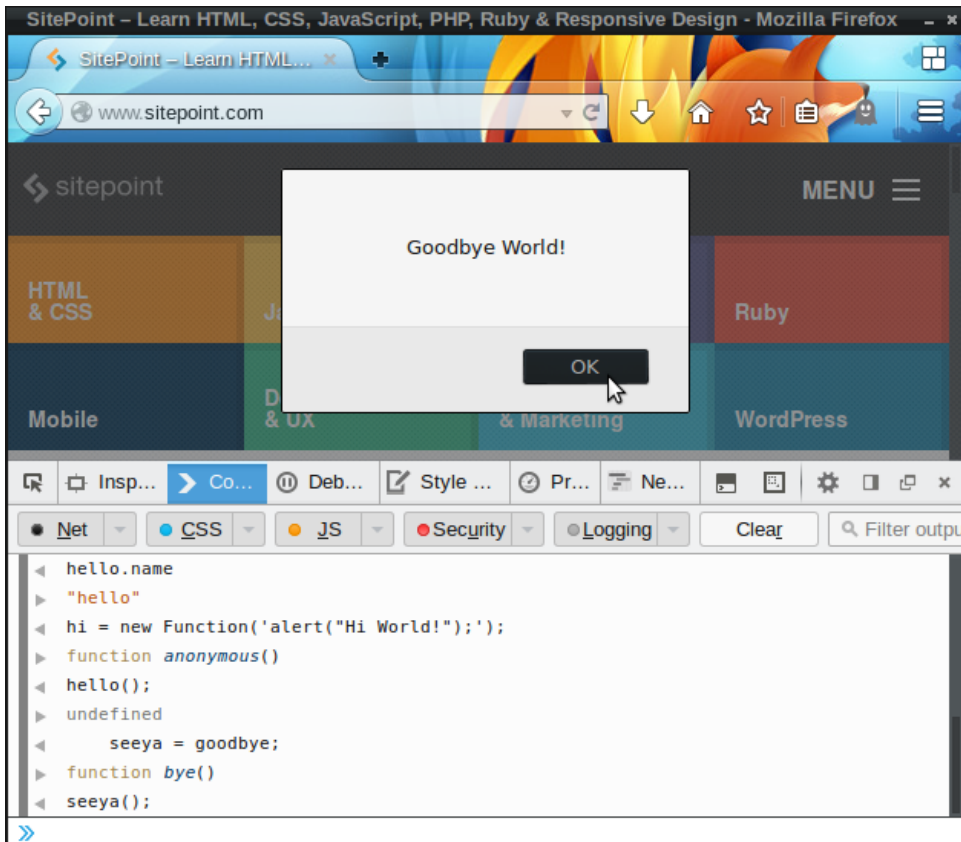 SitePoint – Learn HTML, CSS, JavaScript, PHP, Ruby & Responsive Design - Mozilla Firefox
SitePoint – Learn HTML...
www.sitepoint.com
sitepoint
MENU
Goodbye World!
OK
HTML
& CSS
Ja
Ruby
Mobile
D
& UX
& Marketing
WordPress
Insp... Co... Deb... Style ... Pr... Ne...
Net CSS JS Security Logging Clear Filter outpu
hello.name
"hello"
hi = new Function('alert("Hi World!");');
function anonymous()
hello();
undefined
seeya = goodbye;
function bye()
seeya();